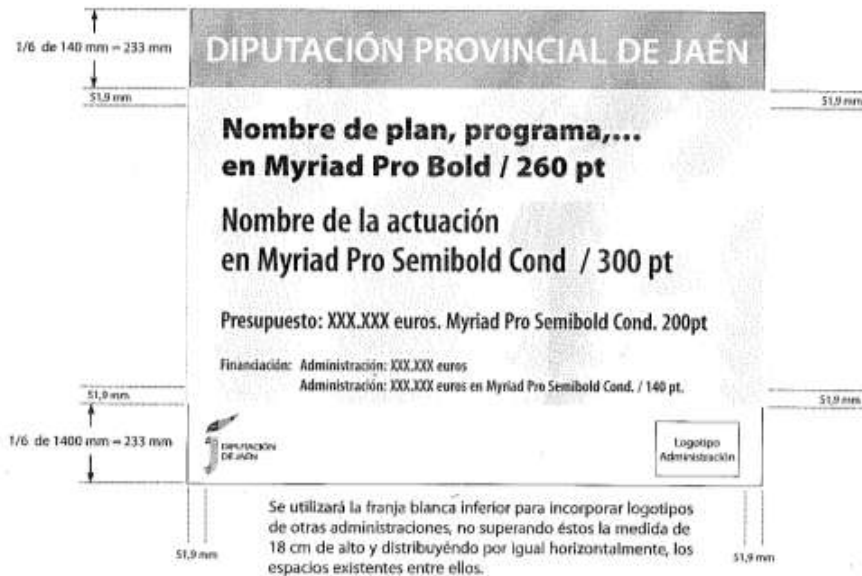 1/6 de 140 mm = 233 mm
DIPUTACIÓN PROVINCIAL DE JAÉN
51,9 mm
51,9 mm
Nombre de plan, programa,...
en Myriad Pro Bold / 260 pt
Nombre de la actuación
en Myriad Pro Semibold Cond / 300 pt
Presupuesto: XXX.XXX euros. Myriad Pro Semibold Cond. 200pt
Financiación: Administración: XXX.XXX euros
Administración: XXX.XXX euros en Myriad Pro Semibold Cond. / 140 pt.
51,9 mm
51,9 mm
1/6 de 1400 mm = 233 mm
DIPUTACIÓN
DE JAÉN
Logotipo
Administración
Se utilizará la franja blanca inferior para incorporar logotipos
de otras administraciones, no superando éstos la medida de
18 cm de alto y distribuyéndo por igual horizontalmente, los
espacios existentes entre ellos.
51,9 mm
51,9 mm